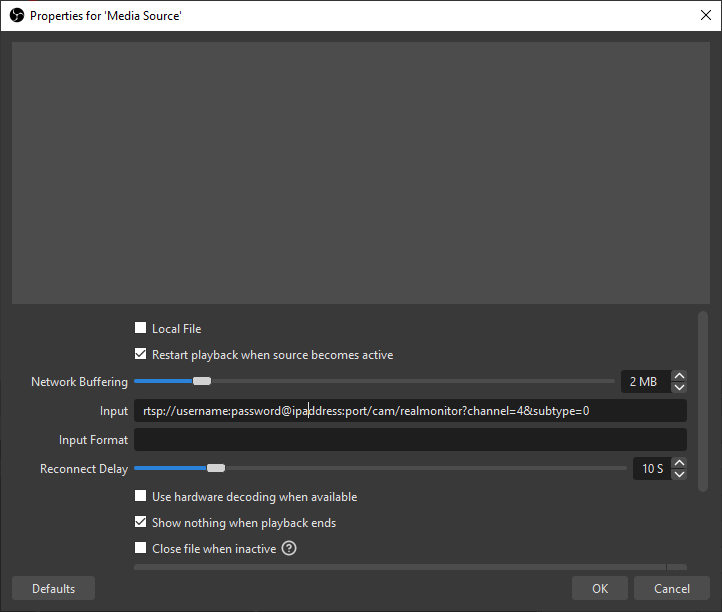 Properties for 'Media Source'
Local File
Restart playback when source becomes active
Network Buffering 2 MB
Input rtsp://username:password@ipaddress:port/cam/realmonitor?channel=4&subtype=0
Input Format
Reconnect Delay 10 S
Use hardware decoding when available
Show nothing when playback ends
Close file when inactive ?
Defaults OK Cancel